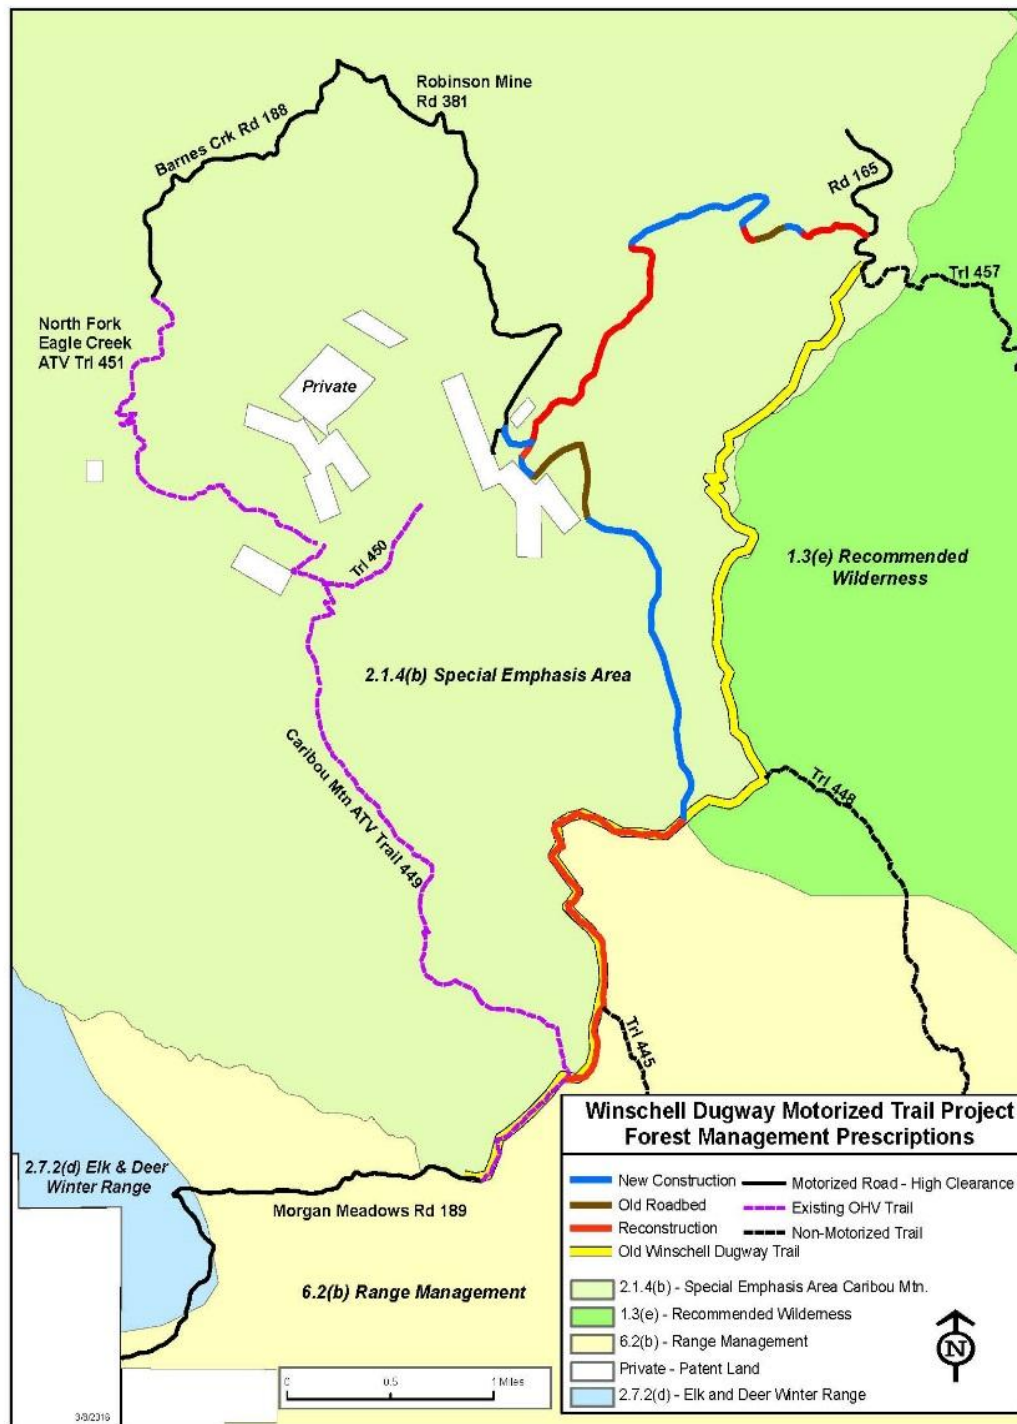 Robinson Mine
Rd 381
Barnes Crk Rd 188
Rd 165
Trl 457
North Fork
Eagle Creek
ATV Trl 451
Private
Trl 450
1.3(e) Recommended
Wilderness
2.1.4(b) Special Emphasis Area
Caribou Mtn ATV Trail 449
Trl 448
Trl 445
2.7.2(d) Elk & Deer
Winter Range
Morgan Meadows Rd 189
6.2(b) Range Management
Winschell Dugway Motorized Trail Project
Forest Management Prescriptions
New Construction
Old Roadbed
Reconstruction
Old Winschell Dugway Trail
Motorized Road - High Clearance
Existing OHV Trail
Non-Motorized Trail
2.1.4(b) - Special Emphasis Area Caribou Mtn.
1.3(e) - Recommended Wilderness
6.2(b) - Range Management
Private - Patent Land
2.7.2(d) - Elk and Deer Winter Range
N
0 0.5 1 Miles
3/8/2016